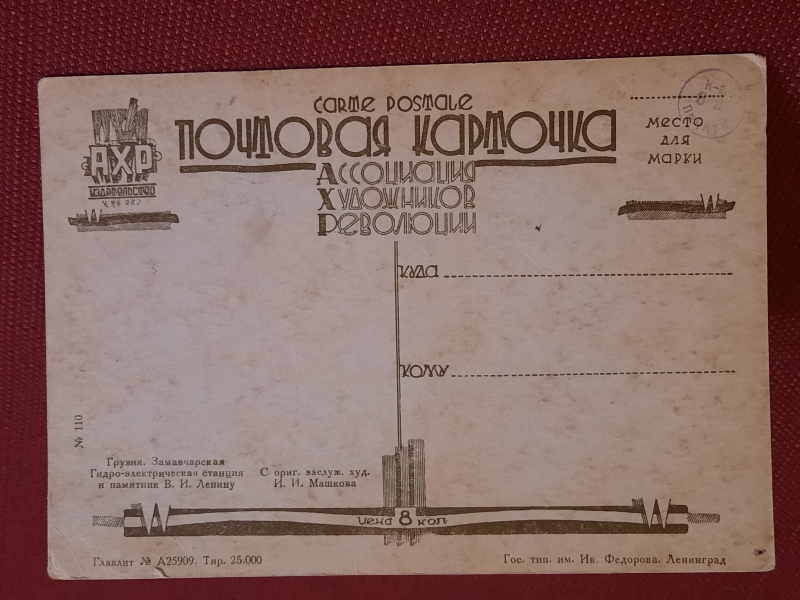 CARTE POSTALE
ПОЧТОВАЯ КАРТОЧКА
АССОЦИАЦИЯ
ХУДОЖНИКОВ
РЕВОЛЮЦИИ
АХР
ИЗДАТЕЛЬСТВО
МЕСТО
ДЛЯ
МАРКИ
КУДА
КОМУ
№ 110
Грузия. Замавчарская
Гидро-электрическая станция
и памятник В. И. Ленину
С ориг. заслуж. худ.
И. И. Машкова
ЦЕНА 8 КОП.
Главлит № А25909. Тир. 25.000
Гос. тип. им. Ив. Федорова. Ленинград